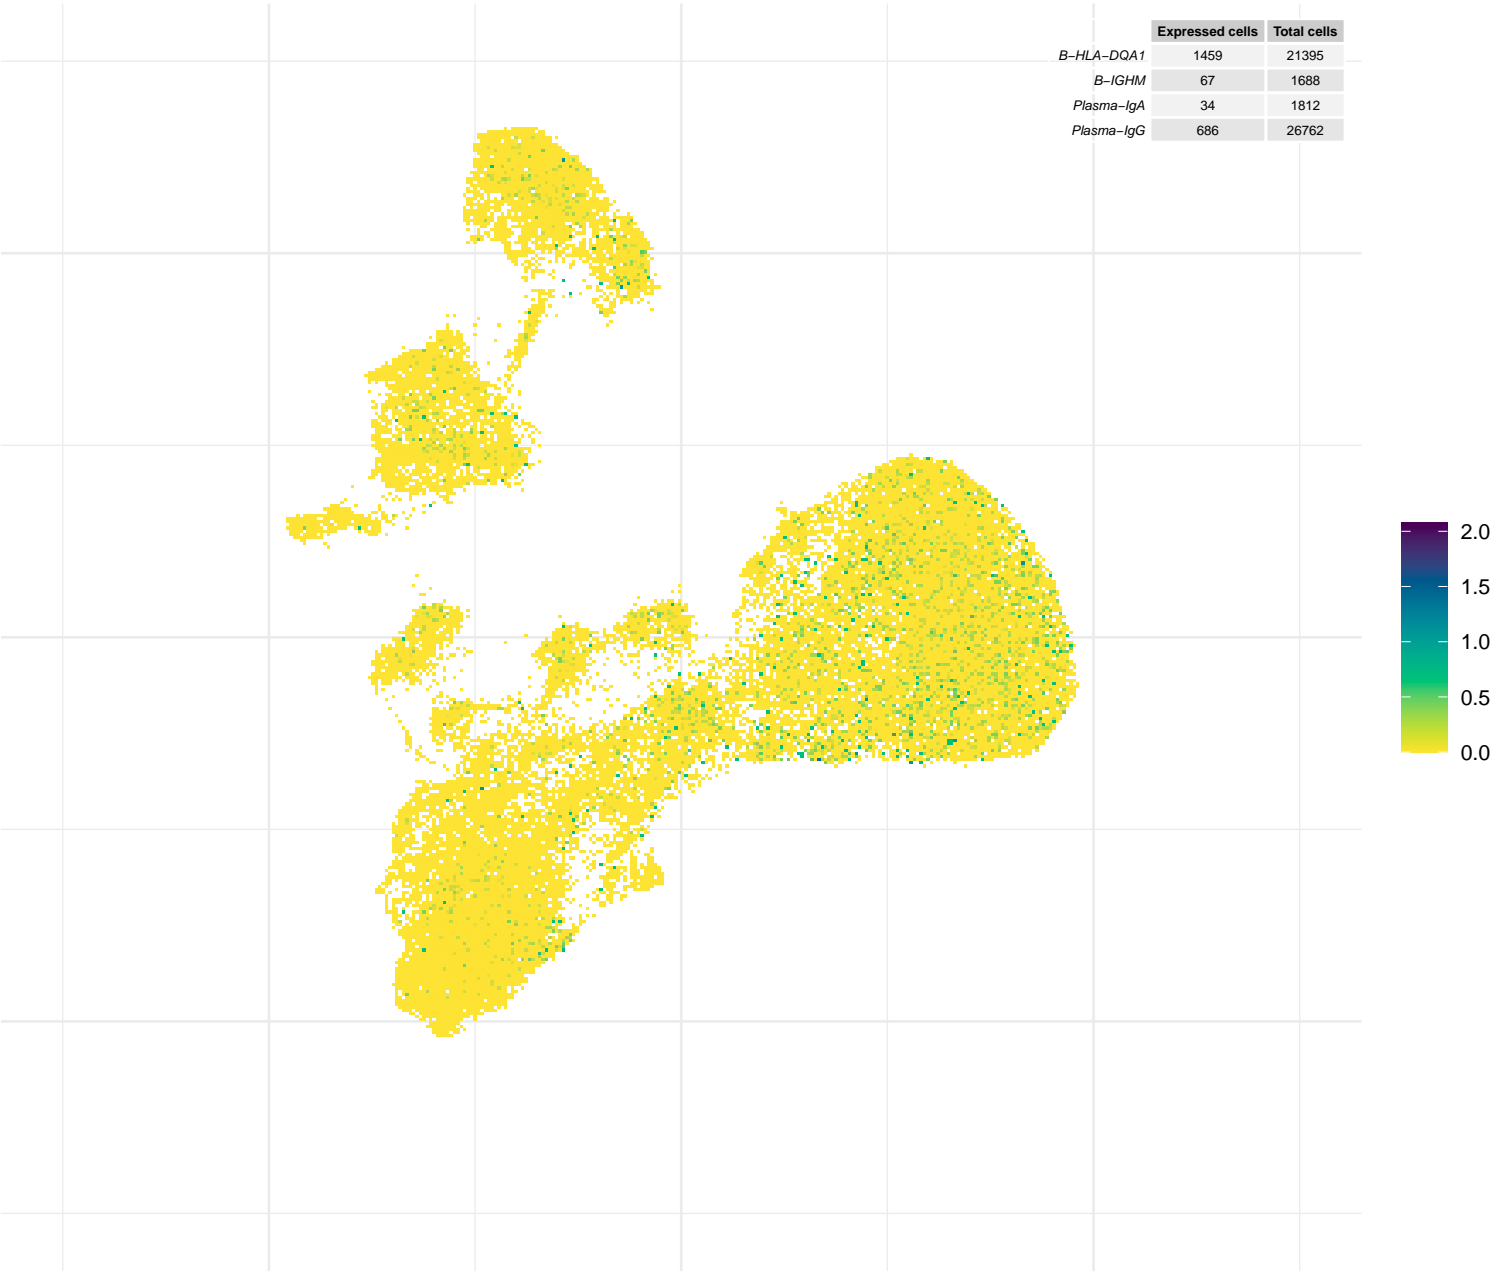 Expressed cells Total cells
B−HLA−DQA1 1459 21395
B−IGHM 67 1688
Plasma−IgA 34 1812
Plasma−IgG 686 26762
2.0
1.5
1.0
0.5
0.0